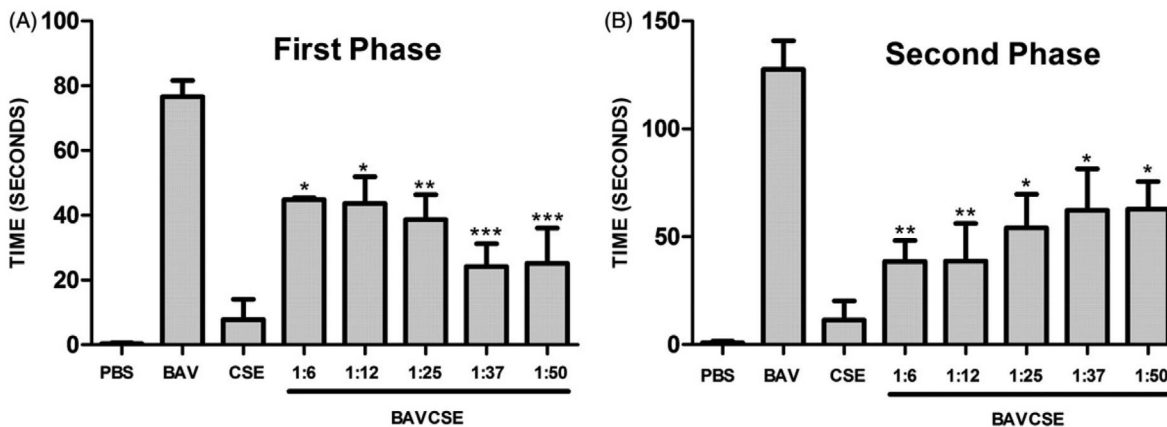 (A)
First Phase
TIME (SECONDS)
100
80
60
40
20
0
*
*
**
***
***
PBS BAV CSE 1:6 1:12 1:25 1:37 1:50
BAVCSE
(B)
Second Phase
TIME (SECONDS)
150
100
50
0
**
**
*
*
*
PBS BAV CSE 1:6 1:12 1:25 1:37 1:50
BAVCSE